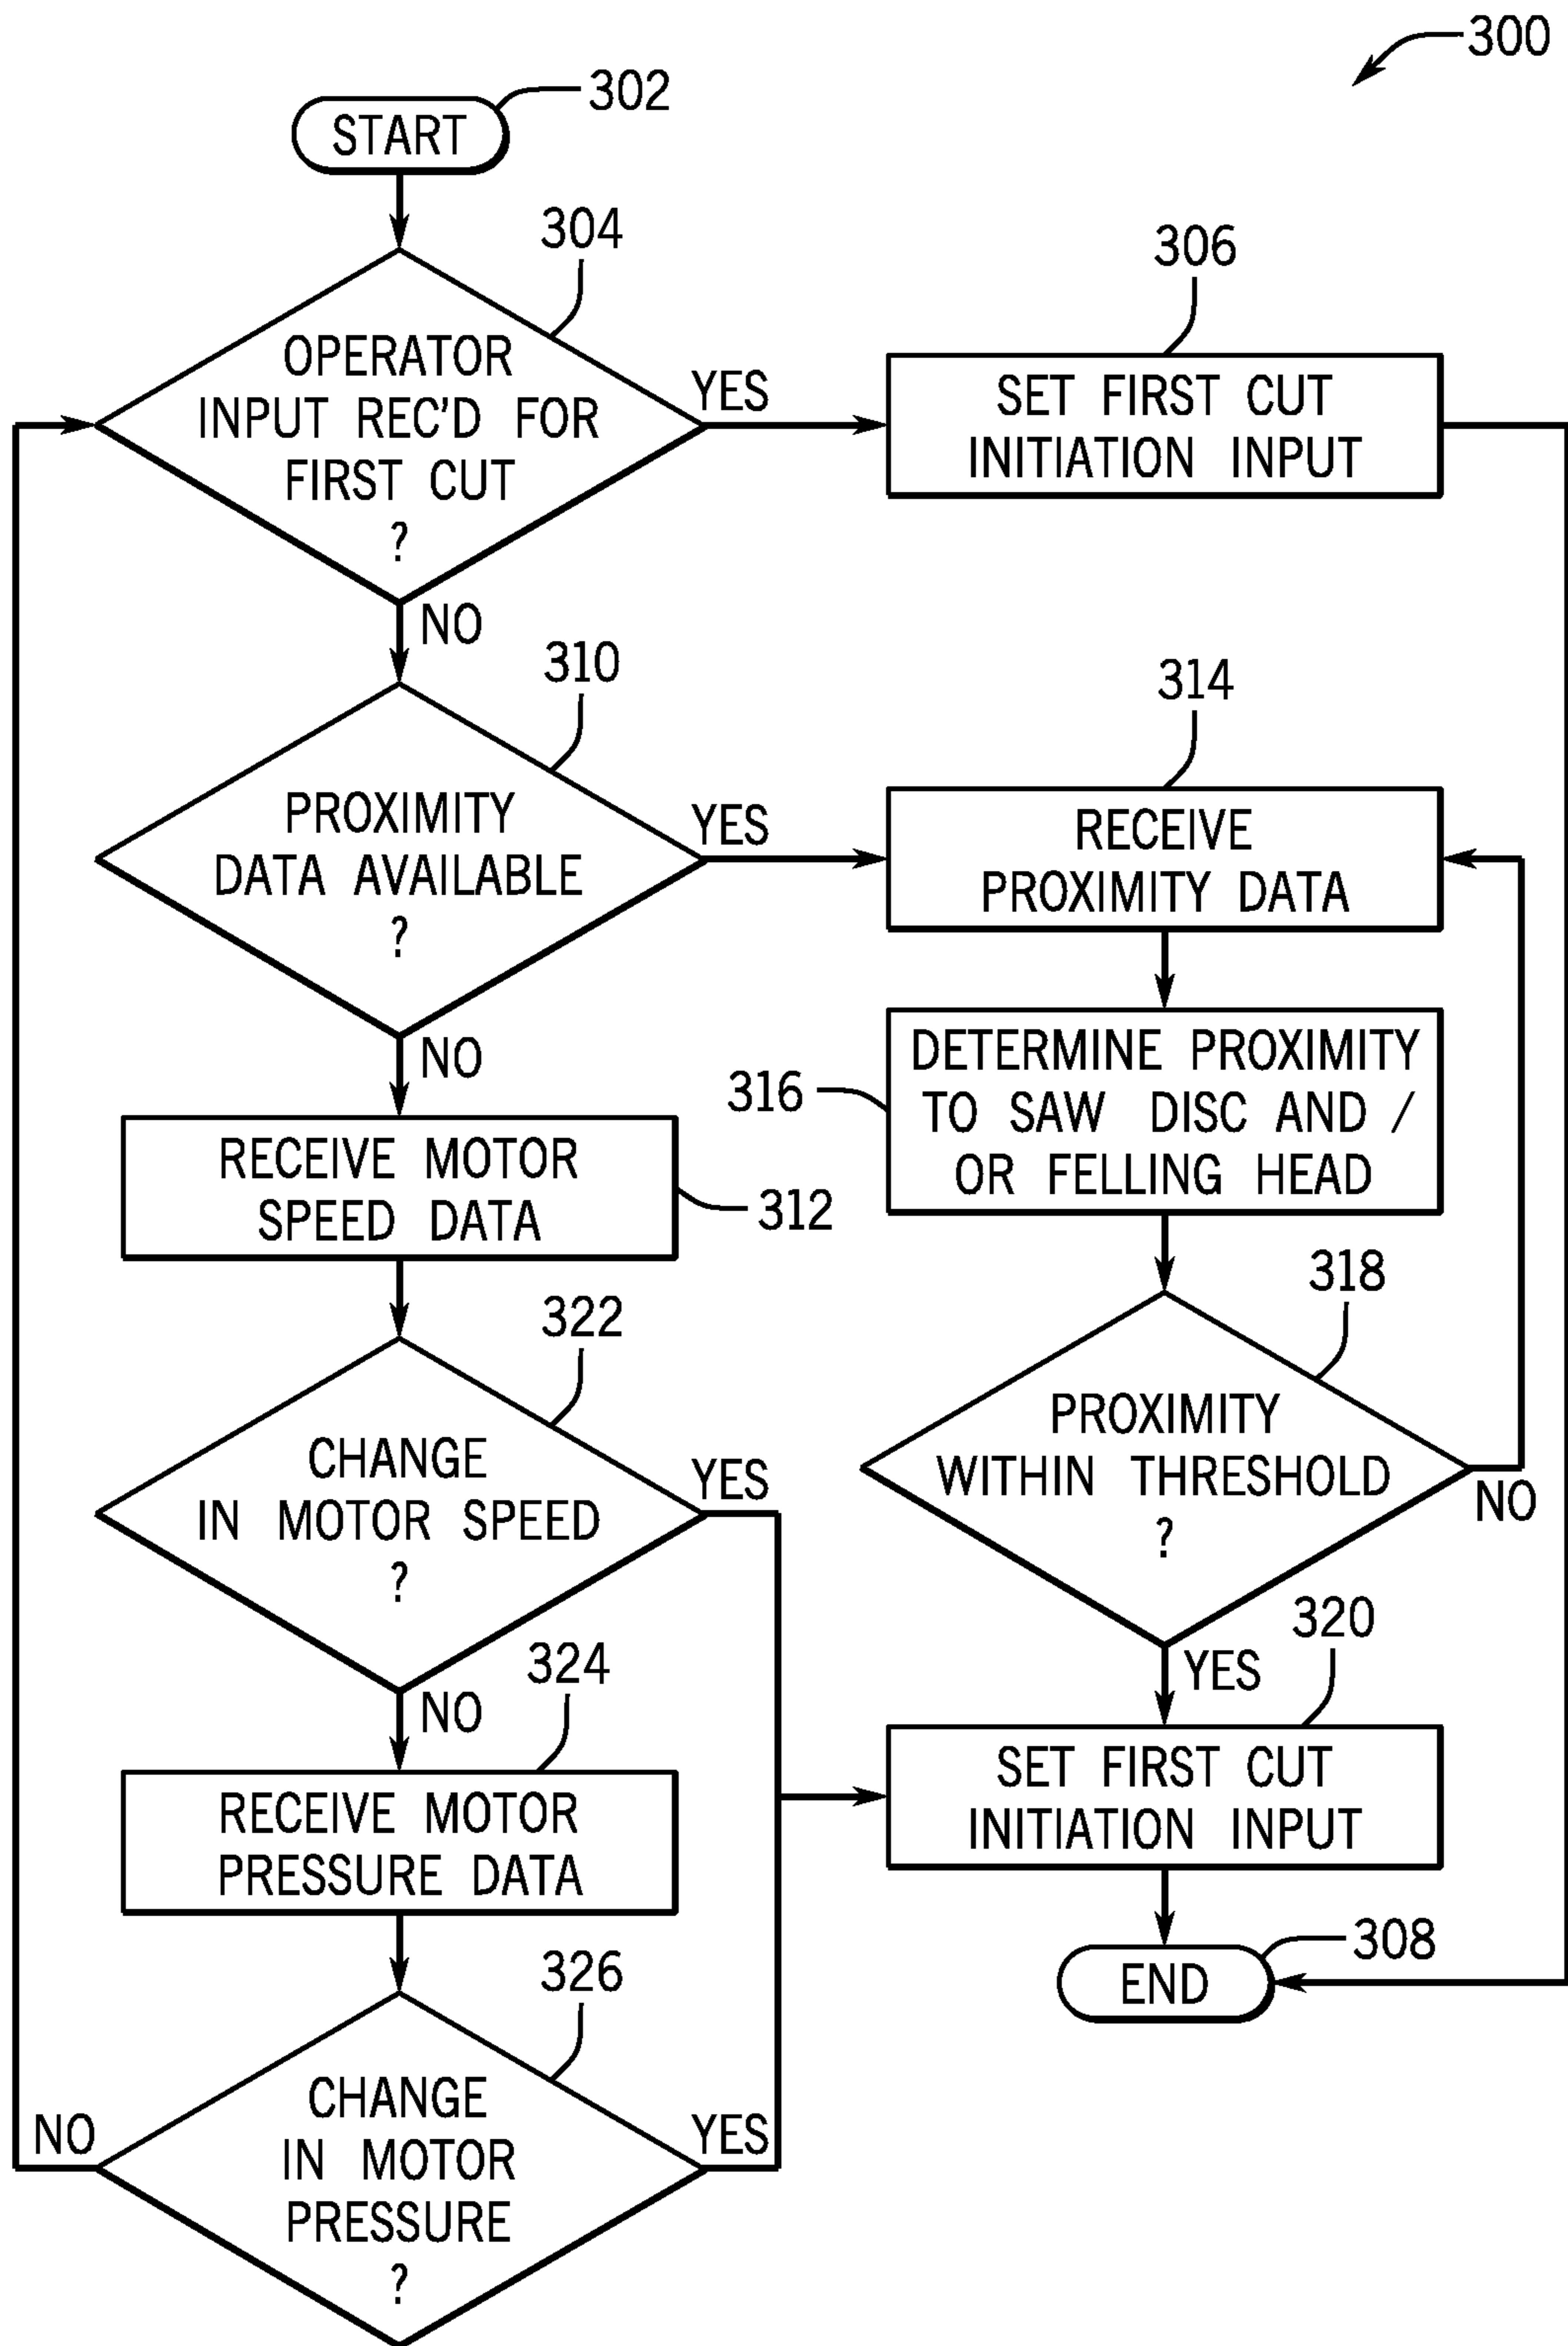 300
302
START
304
OPERATOR
INPUT REC'D FOR
FIRST CUT
?
YES
306
SET FIRST CUT
INITIATION INPUT
NO
310
PROXIMITY
DATA AVAILABLE
?
YES
314
RECEIVE
PROXIMITY DATA
NO
316
DETERMINE PROXIMITY
TO SAW DISC AND /
OR FELLING HEAD
RECEIVE MOTOR
SPEED DATA
312
318
PROXIMITY
WITHIN THRESHOLD
?
NO
322
CHANGE
IN MOTOR SPEED
?
YES
NO
324
RECEIVE MOTOR
PRESSURE DATA
YES
320
SET FIRST CUT
INITIATION INPUT
308
END
326
CHANGE
IN MOTOR
PRESSURE
?
NO
YES